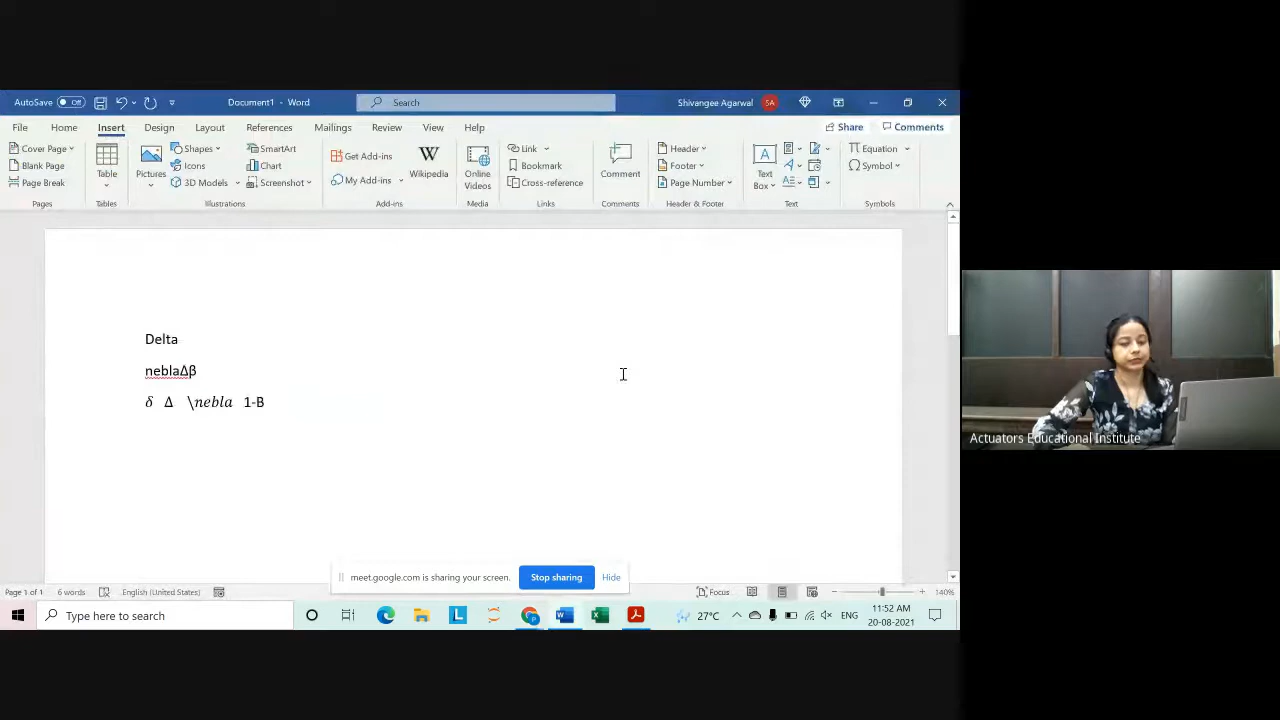 AutoSave Off Document1 - Word Search Shivangee Agarwal SA
File Home Insert Design Layout References Mailings Review View Help Share Comments
Cover Page
Blank Page
Page Break
Pages
Table
Tables
Pictures
Shapes
Icons
3D Models
SmartArt
Chart
Screenshot
Illustrations
Get Add-ins
My Add-ins
Wikipedia
Add-ins
Online
Videos
Media
Link
Bookmark
Cross-reference
Links
Comment
Comments
Header
Footer
Page Number
Header & Footer
Text
Box
Text
Equation
Symbol
Symbols
Delta
neblaΔβ
δ Δ \nebla 1-B
Actuators Educational Institute
meet.google.com is sharing your screen. Stop sharing Hide
Page 1 of 1 6 words English (United States) Focus 140%
Type here to search 27°C ENG 11:52 AM
20-08-2021